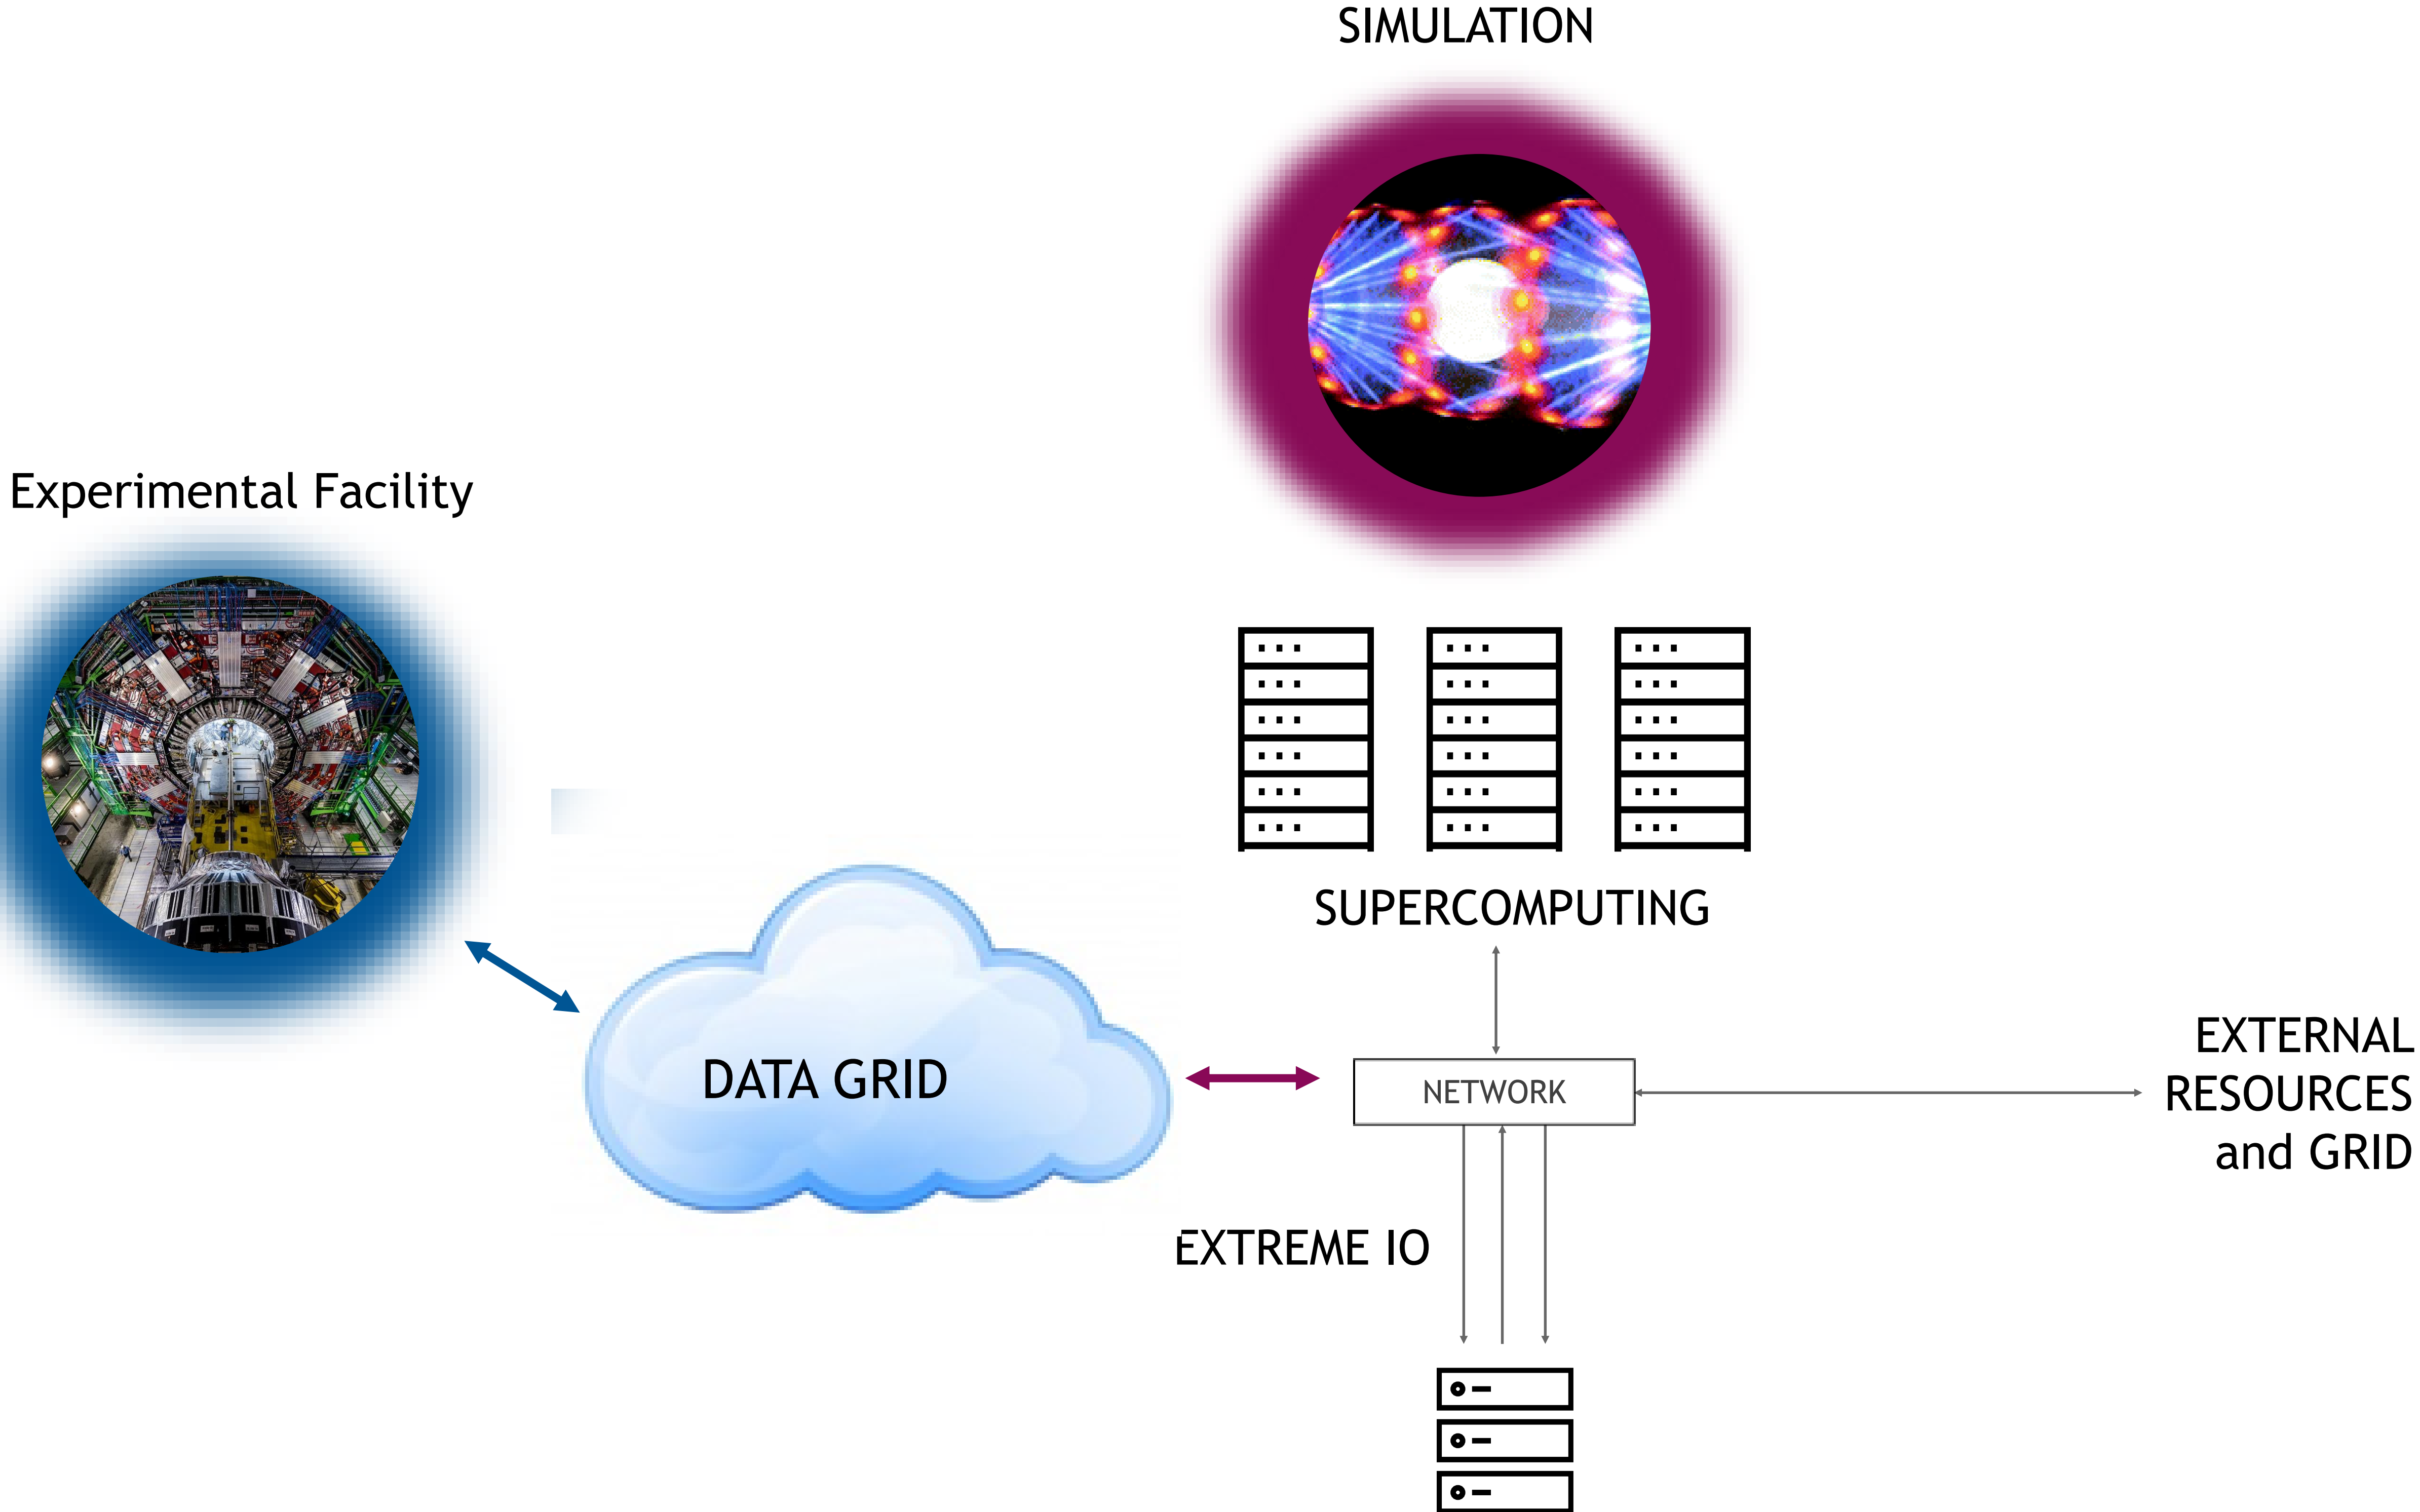 SIMULATION
Experimental Facility
SUPERCOMPUTING
DATA GRID
NETWORK
EXTERNAL
RESOURCES
and GRID
EXTREME IO